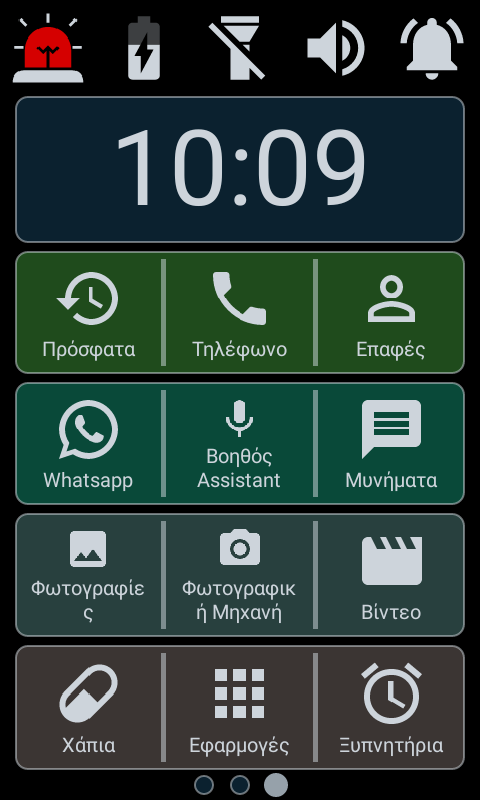 10:09
Πρόσφατα
Τηλέφωνο
Επαφές
Whatsapp
Βοηθός
Assistant
Μυνήματα
Φωτογραφίε
ς
Φωτογραφικ
ή Μηχανή
Βίντεο
Χάπια
Εφαρμογές
Ξυπνητήρια